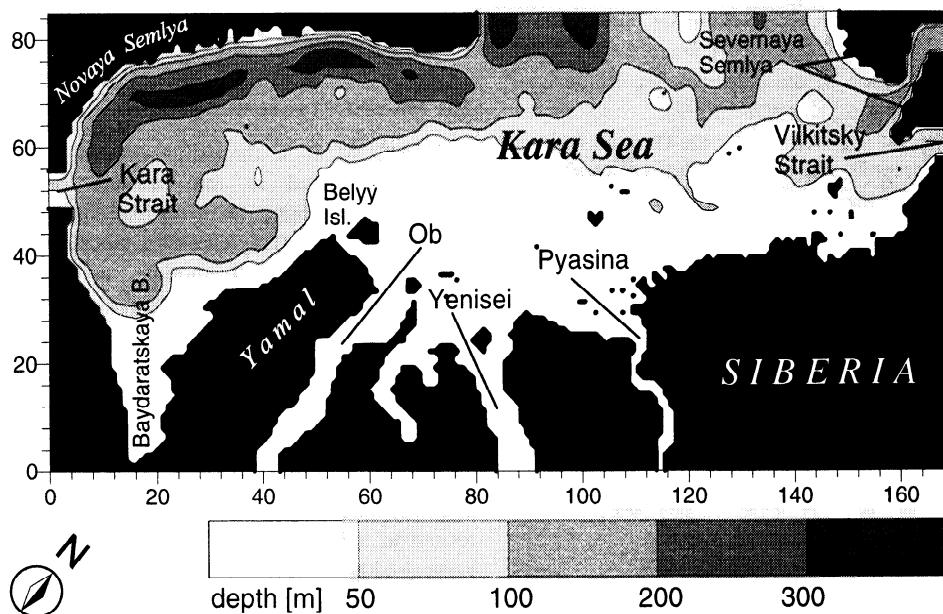 80
60
40
20
0
0 20 40 60 80 100 120 140 160
Novaya Semlya
Severnaya
Semlya
Kara Sea
Vilkitsky
Strait
Kara
Strait
Belyy
Isl.
Ob
Pyasina
Yenisei
Baydaratskaya B.
Yamal
SIBERIA
N
depth [m] 50 100 200 300